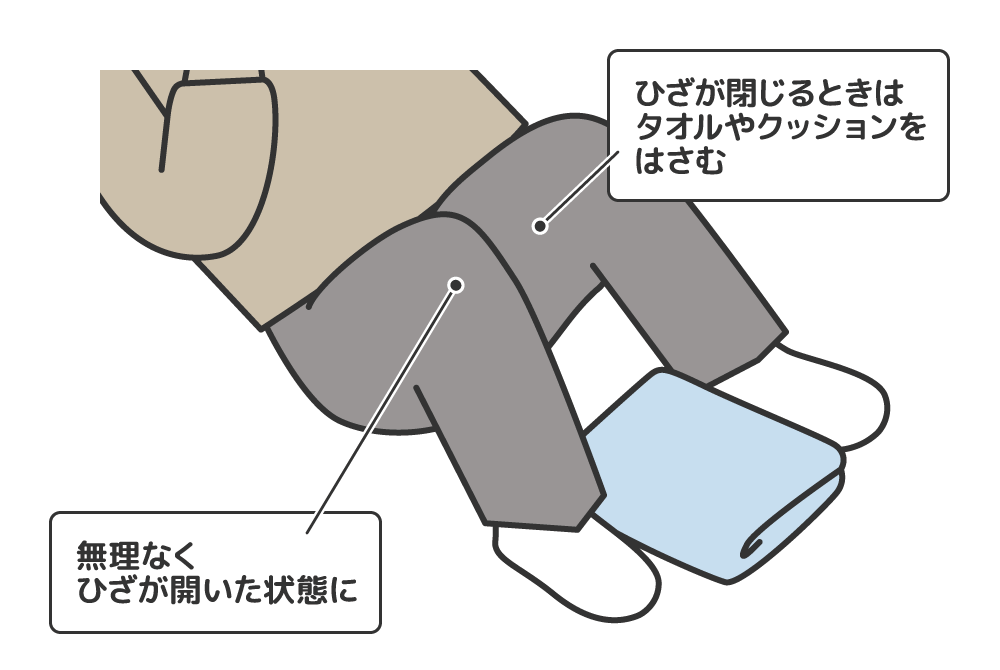 ひざが閉じるときは
タオルやクッションを
はさむ
無理なく
ひざが開いた状態に